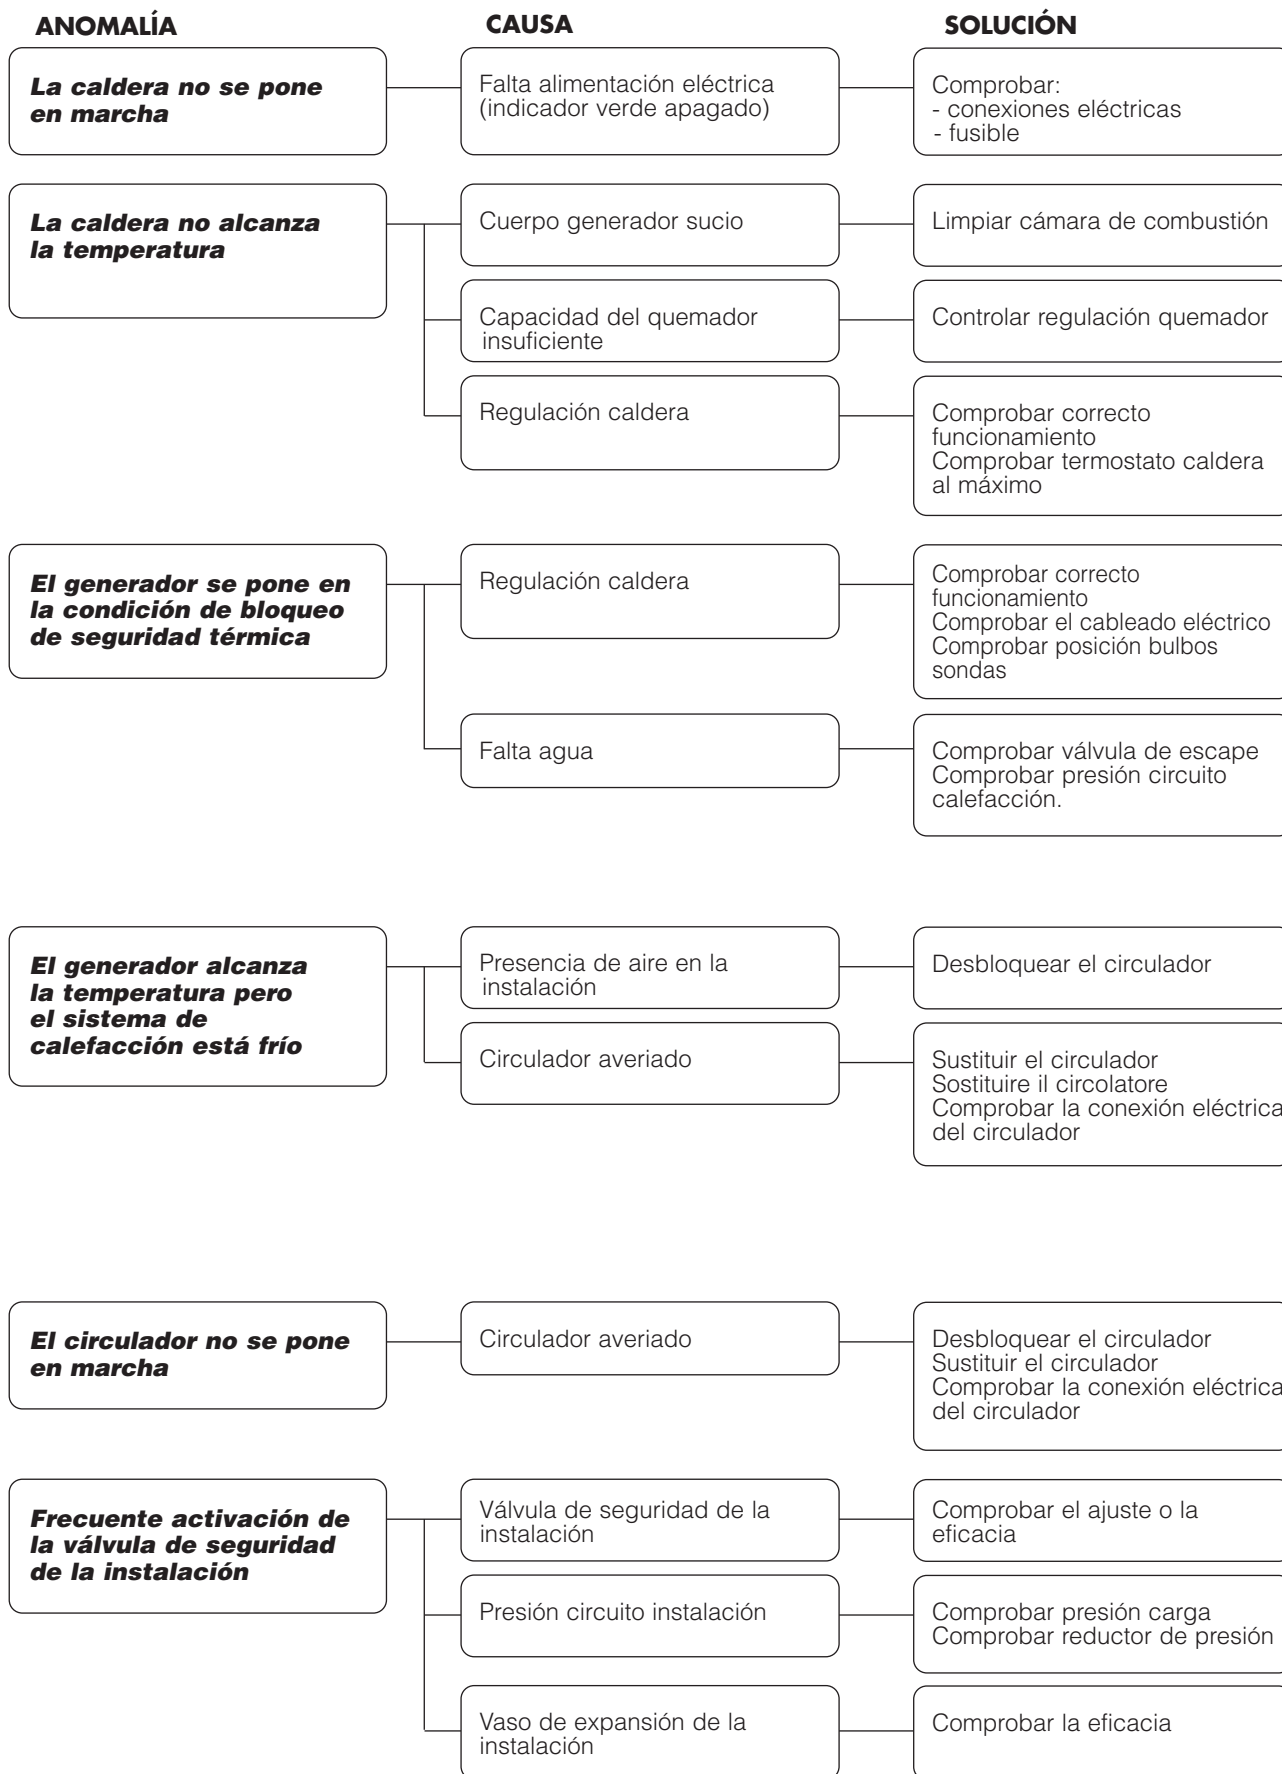 ANOMALÍA
CAUSA
SOLUCIÓN
La caldera no se pone
en marcha
Falta alimentación eléctrica
(indicador verde apagado)
Comprobar:
- conexiones eléctricas
- fusible
La caldera no alcanza
la temperatura
Cuerpo generador sucio
Limpiar cámara de combustión
Capacidad del quemador
insuficiente
Controlar regulación quemador
Regulación caldera
Comprobar correcto
funcionamiento
Comprobar termostato caldera
al máximo
El generador se pone en
la condición de bloqueo
de seguridad térmica
Regulación caldera
Comprobar correcto
funcionamiento
Comprobar el cableado eléctrico
Comprobar posición bulbos
sondas
Falta agua
Comprobar válvula de escape
Comprobar presión circuito
calefacción.
El generador alcanza
la temperatura pero
el sistema de
calefacción está frío
Presencia de aire en la
instalación
Desbloquear el circulador
Circulador averiado
Sustituir el circulador
Sostituire il circolatore
Comprobar la conexión eléctrica
del circulador
El circulador no se pone
en marcha
Circulador averiado
Desbloquear el circulador
Sustituir el circulador
Comprobar la conexión eléctrica
del circulador
Frecuente activación de
la válvula de seguridad
de la instalación
Válvula de seguridad de la
instalación
Comprobar el ajuste o la
eficacia
Presión circuito instalación
Comprobar presión carga
Comprobar reductor de presión
Vaso de expansión de la
instalación
Comprobar la eficacia